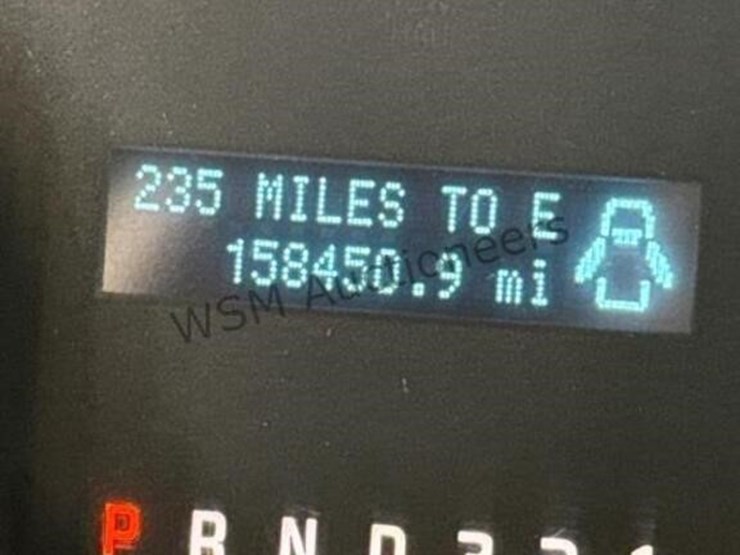 235 MILES TO E
158450.9 mi
WSM Auctioneers
P R N D